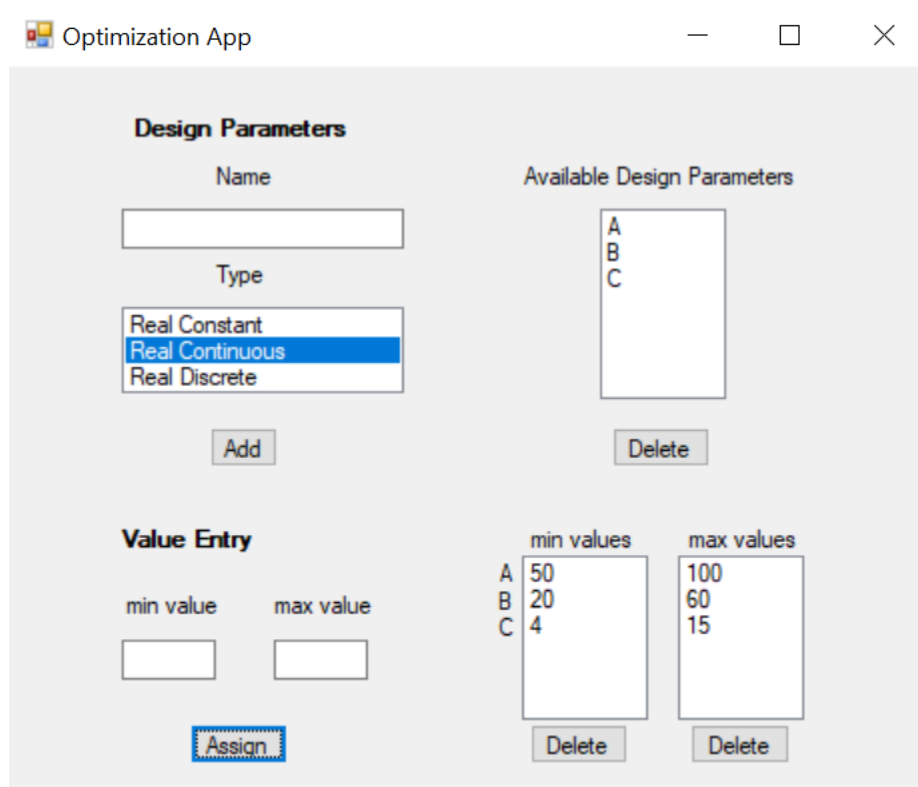 Optimization App
Design Parameters
Name
Type
Real Constant
Real Continuous
Real Discrete
Add
Available Design Parameters
A
B
C
Delete
Value Entry
min value max value
Assign
min values max values
A 50 100
B 20 60
C 4 15
Delete Delete